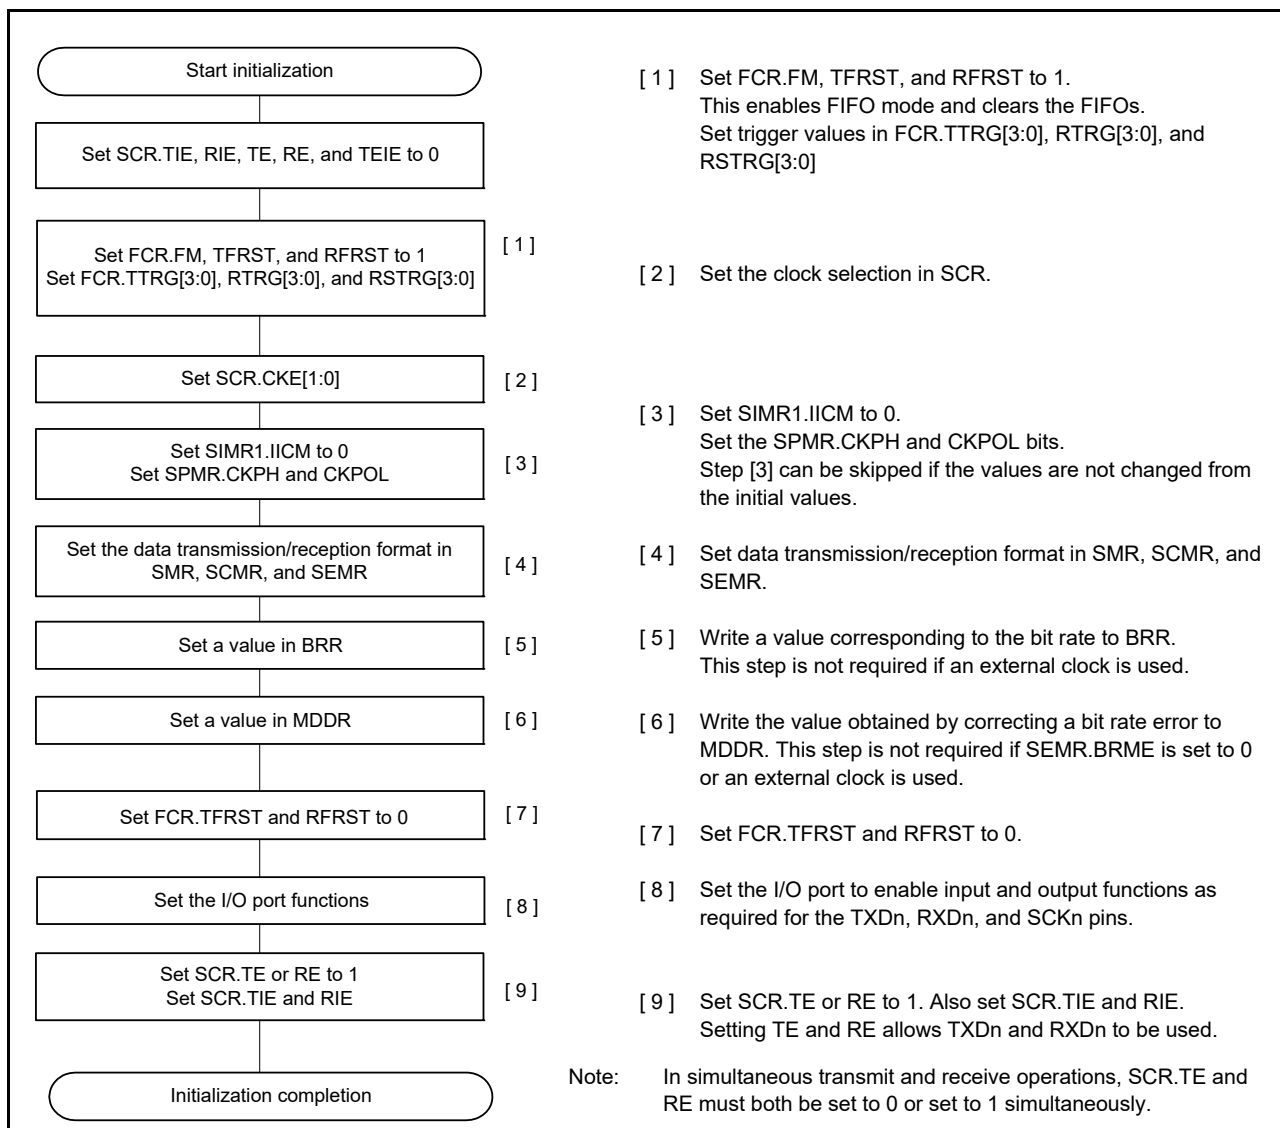 Start initialization
Set SCR.TIE, RIE, TE, RE, and TEIE to 0
Set FCR.FM, TFRST, and RFRST to 1
Set FCR.TTRG[3:0], RTRG[3:0], and RSTRG[3:0]
[ 1 ]
Set SCR.CKE[1:0]
[ 2 ]
Set SIMR1.IICM to 0
Set SPMR.CKPH and CKPOL
[ 3 ]
Set the data transmission/reception format in
SMR, SCMR, and SEMR
[ 4 ]
Set a value in BRR
[ 5 ]
Set a value in MDDR
[ 6 ]
Set FCR.TFRST and RFRST to 0
[ 7 ]
Set the I/O port functions
[ 8 ]
Set SCR.TE or RE to 1
Set SCR.TIE and RIE
[ 9 ]
Initialization completion
[ 1 ] Set FCR.FM, TFRST, and RFRST to 1.
This enables FIFO mode and clears the FIFOs.
Set trigger values in FCR.TTRG[3:0], RTRG[3:0], and
RSTRG[3:0]
[ 2 ] Set the clock selection in SCR.
[ 3 ] Set SIMR1.IICM to 0.
Set the SPMR.CKPH and CKPOL bits.
Step [3] can be skipped if the values are not changed from
the initial values.
[ 4 ] Set data transmission/reception format in SMR, SCMR, and
SEMR.
[ 5 ] Write a value corresponding to the bit rate to BRR.
This step is not required if an external clock is used.
[ 6 ] Write the value obtained by correcting a bit rate error to
MDDR. This step is not required if SEMR.BRME is set to 0
or an external clock is used.
[ 7 ] Set FCR.TFRST and RFRST to 0.
[ 8 ] Set the I/O port to enable input and output functions as
required for the TXDn, RXDn, and SCKn pins.
[ 9 ] Set SCR.TE or RE to 1. Also set SCR.TIE and RIE.
Setting TE and RE allows TXDn and RXDn to be used.
Note: In simultaneous transmit and receive operations, SCR.TE and
RE must both be set to 0 or set to 1 simultaneously.